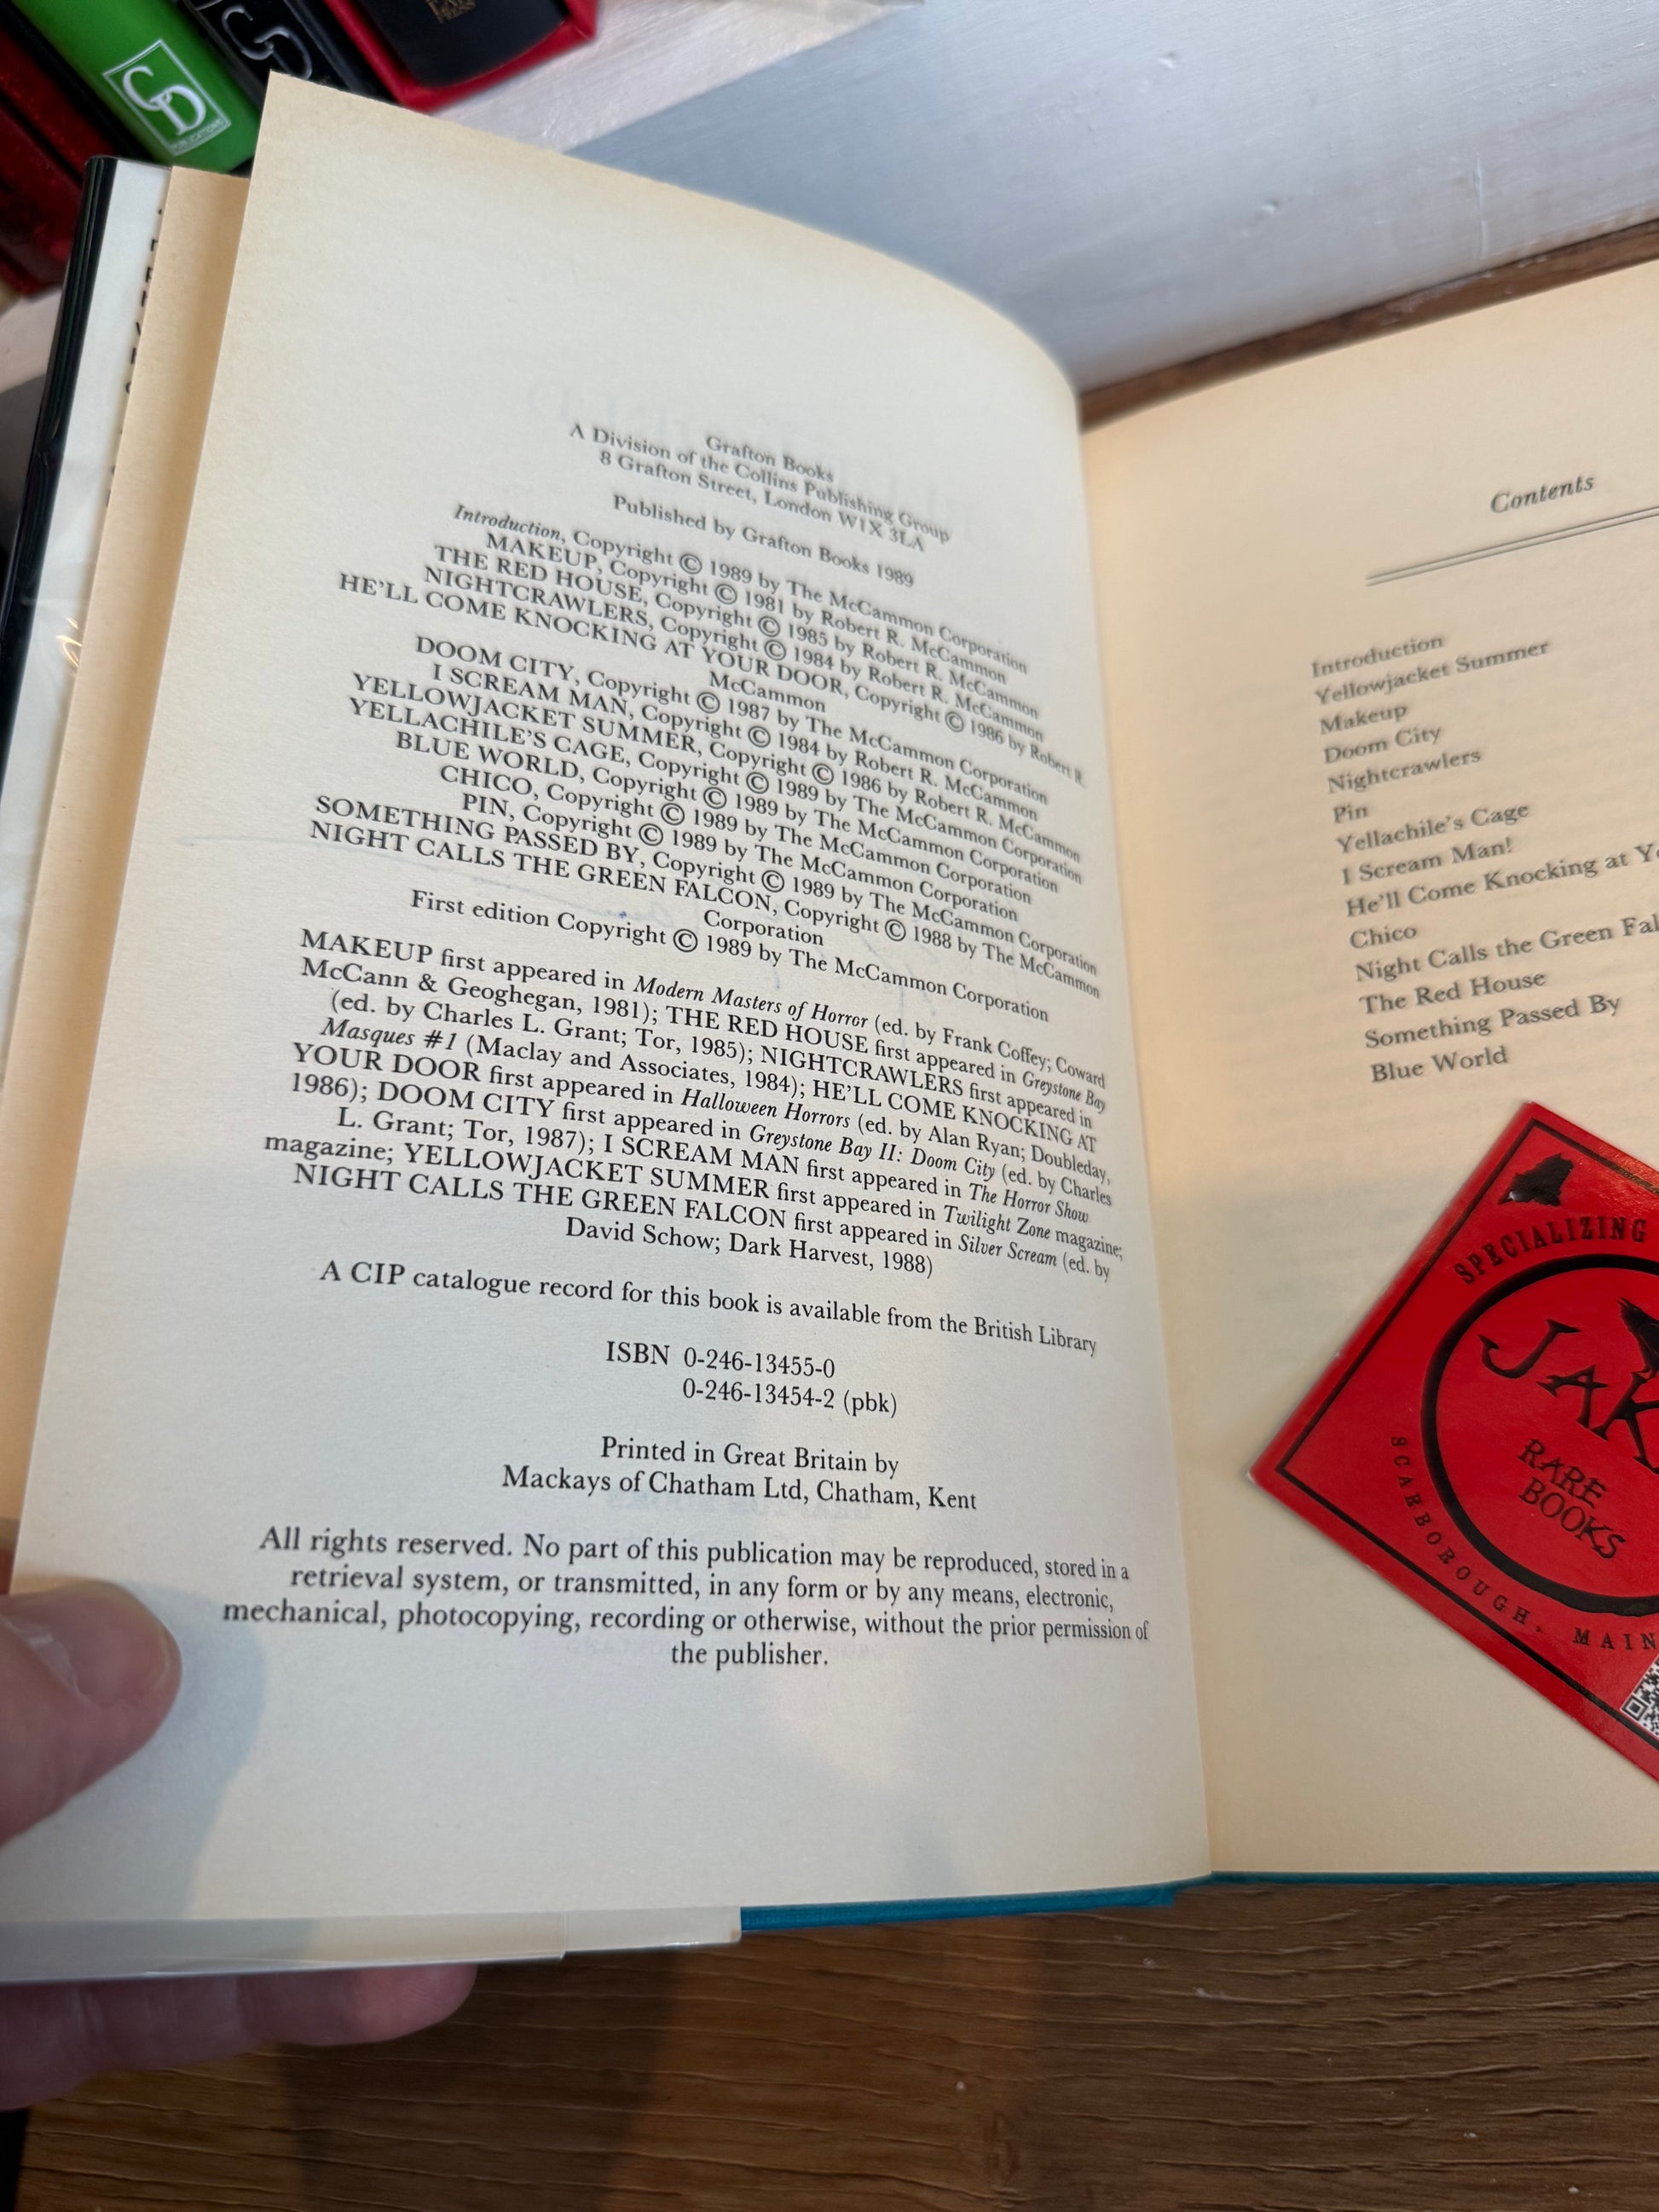 Grafton Books
A Division of the Collins Publishing Group
8 Grafton Street, London W1X 3LA
Published by Grafton Books 1989
Introduction, Copyright © 1989 by The McCammon Corporation
MAKEUP, Copyright © 1981 by Robert R. McCammon
THE RED HOUSE, Copyright © 1985 by Robert R. McCammon
NIGHTCRAWLERS, Copyright © 1984 by Robert R. McCammon
HE'LL COME KNOCKING AT YOUR DOOR, Copyright © 1986 by Robert R.
McCammon
DOOM CITY, Copyright © 1987 by The McCammon Corporation
I SCREAM MAN, Copyright © 1984 by Robert R. McCammon
YELLOWJACKET SUMMER, Copyright © 1986 by Robert R. McCammon
YELLACHILE'S CAGE, Copyright © 1989 by The McCammon Corporation
BLUE WORLD, Copyright © 1989 by The McCammon Corporation
CHICO, Copyright © 1989 by The McCammon Corporation
PIN, Copyright © 1989 by The McCammon Corporation
SOMETHING PASSED BY, Copyright © 1989 by The McCammon Corporation
NIGHT CALLS THE GREEN FALCON, Copyright © 1988 by The McCammon
Corporation
First edition Copyright © 1989 by The McCammon Corporation
MAKEUP first appeared in Modern Masters of Horror (ed. by Frank Coffey; Coward
McCann & Geoghegan, 1981); THE RED HOUSE first appeared in Greystone Bay
(ed. by Charles L. Grant; Tor, 1985); NIGHTCRAWLERS first appeared in
Masques #1 (Maclay and Associates, 1984); HE'LL COME KNOCKING AT
YOUR DOOR first appeared in Halloween Horrors (ed. by Alan Ryan; Doubleday,
1986); DOOM CITY first appeared in Greystone Bay II: Doom City (ed. by Charles
L. Grant; Tor, 1987); I SCREAM MAN first appeared in The Horror Show
magazine; YELLOWJACKET SUMMER first appeared in Twilight Zone magazine;
NIGHT CALLS THE GREEN FALCON first appeared in Silver Scream (ed. by
David Schow; Dark Harvest, 1988)
A CIP catalogue record for this book is available from the British Library
ISBN 0-246-13455-0
0-246-13454-2 (pbk)
Printed in Great Britain by
Mackays of Chatham Ltd, Chatham, Kent
All rights reserved. No part of this publication may be reproduced, stored in a
retrieval system, or transmitted, in any form or by any means, electronic,
mechanical, photocopying, recording or otherwise, without the prior permission of
the publisher.
Contents
Introduction
Yellowjacket Summer
Makeup
Doom City
Nightcrawlers
Pin
Yellachile's Cage
I Scream Man!
He'll Come Knocking at
Chico
Night Calls the Green
The Red House
Something Passed By
Blue World
SPECIALIZING
RARE
BOOKS
SCARBOROUGH,
CD